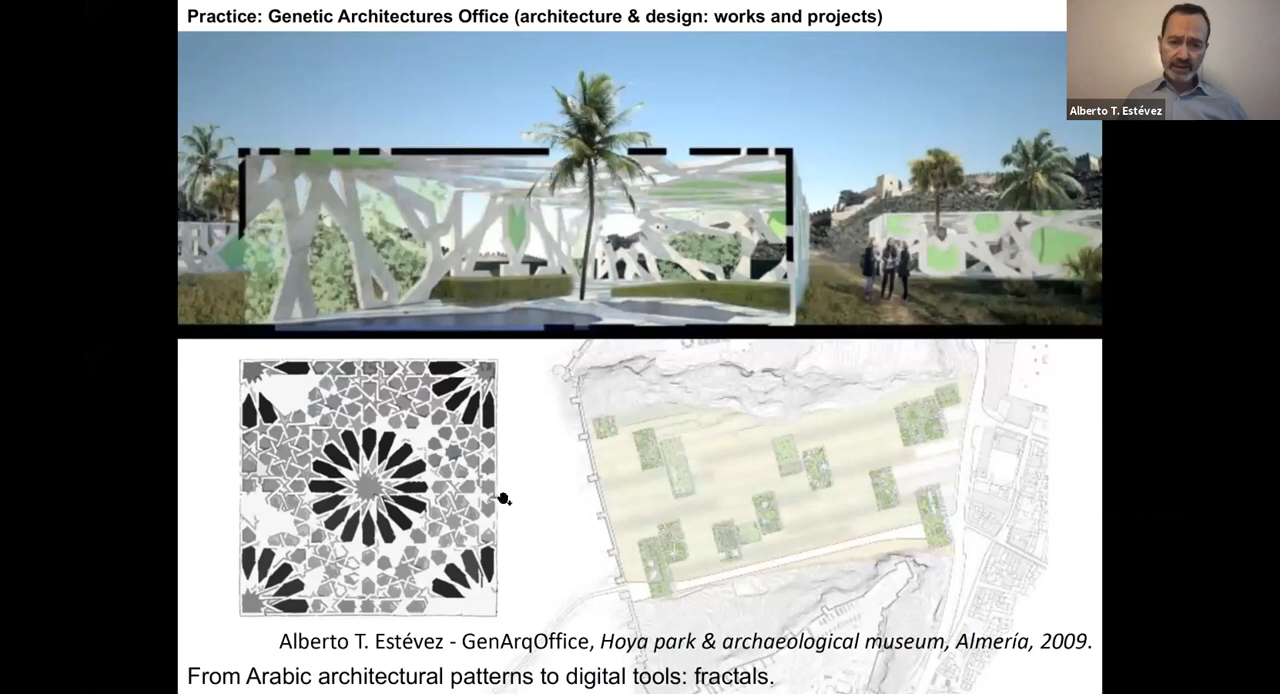 Practice: Genetic Architectures Office (architecture & design: works and projects)
Alberto T. Estévez
Alberto T. Estévez - GenArqOffice, Hoya park & archaeological museum, Almería, 2009.
From Arabic architectural patterns to digital tools: fractals.